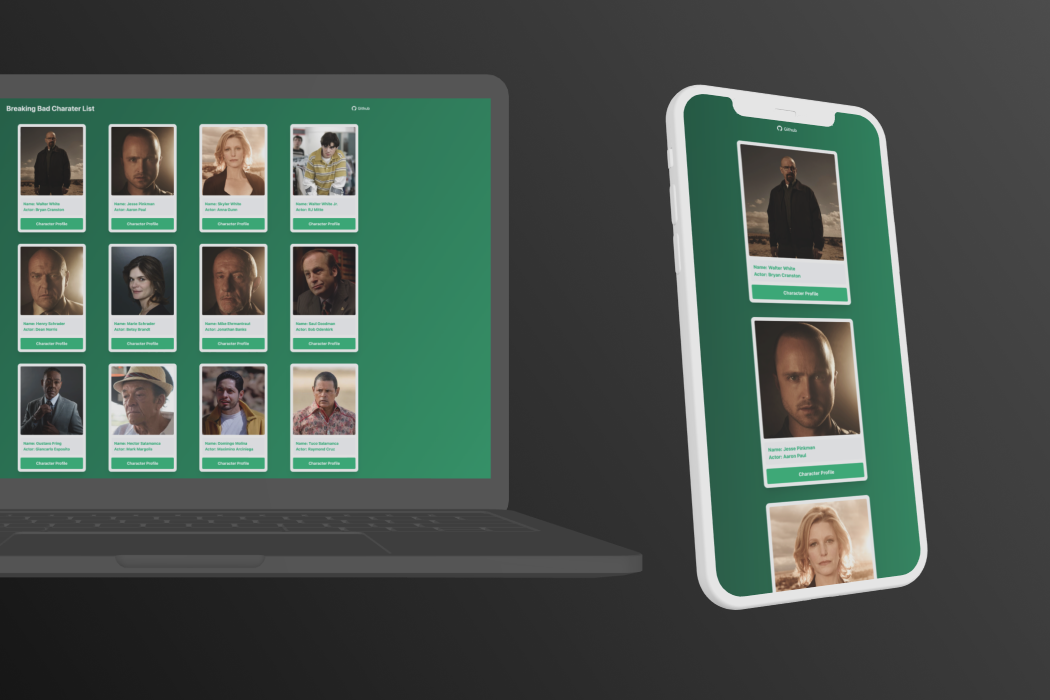 Breaking Bad Charater List
Github
Name: Walter White
Actor: Bryan Cranston
Character Profile
Name: Jesse Pinkman
Actor: Aaron Paul
Character Profile
Name: Skyler White
Actor: Anna Gunn
Character Profile
Name: Walter White Jr.
Actor: RJ Mitte
Character Profile
Name: Henry Schrader
Actor: Dean Norris
Character Profile
Name: Marie Schrader
Actor: Betsy Brandt
Character Profile
Name: Mike Ehrmantraut
Actor: Jonathan Banks
Character Profile
Name: Saul Goodman
Actor: Bob Odenkirk
Character Profile
Name: Gustavo Fring
Actor: Giancarlo Esposito
Character Profile
Name: Hector Salamanca
Actor: Mark Margolis
Character Profile
Name: Domingo Molina
Actor: Maximino Arciniega
Character Profile
Name: Tuco Salamanca
Actor: Raymond Cruz
Character Profile
Github
Name: Walter White
Actor: Bryan Cranston
Character Profile
Name: Jesse Pinkman
Actor: Aaron Paul
Character Profile